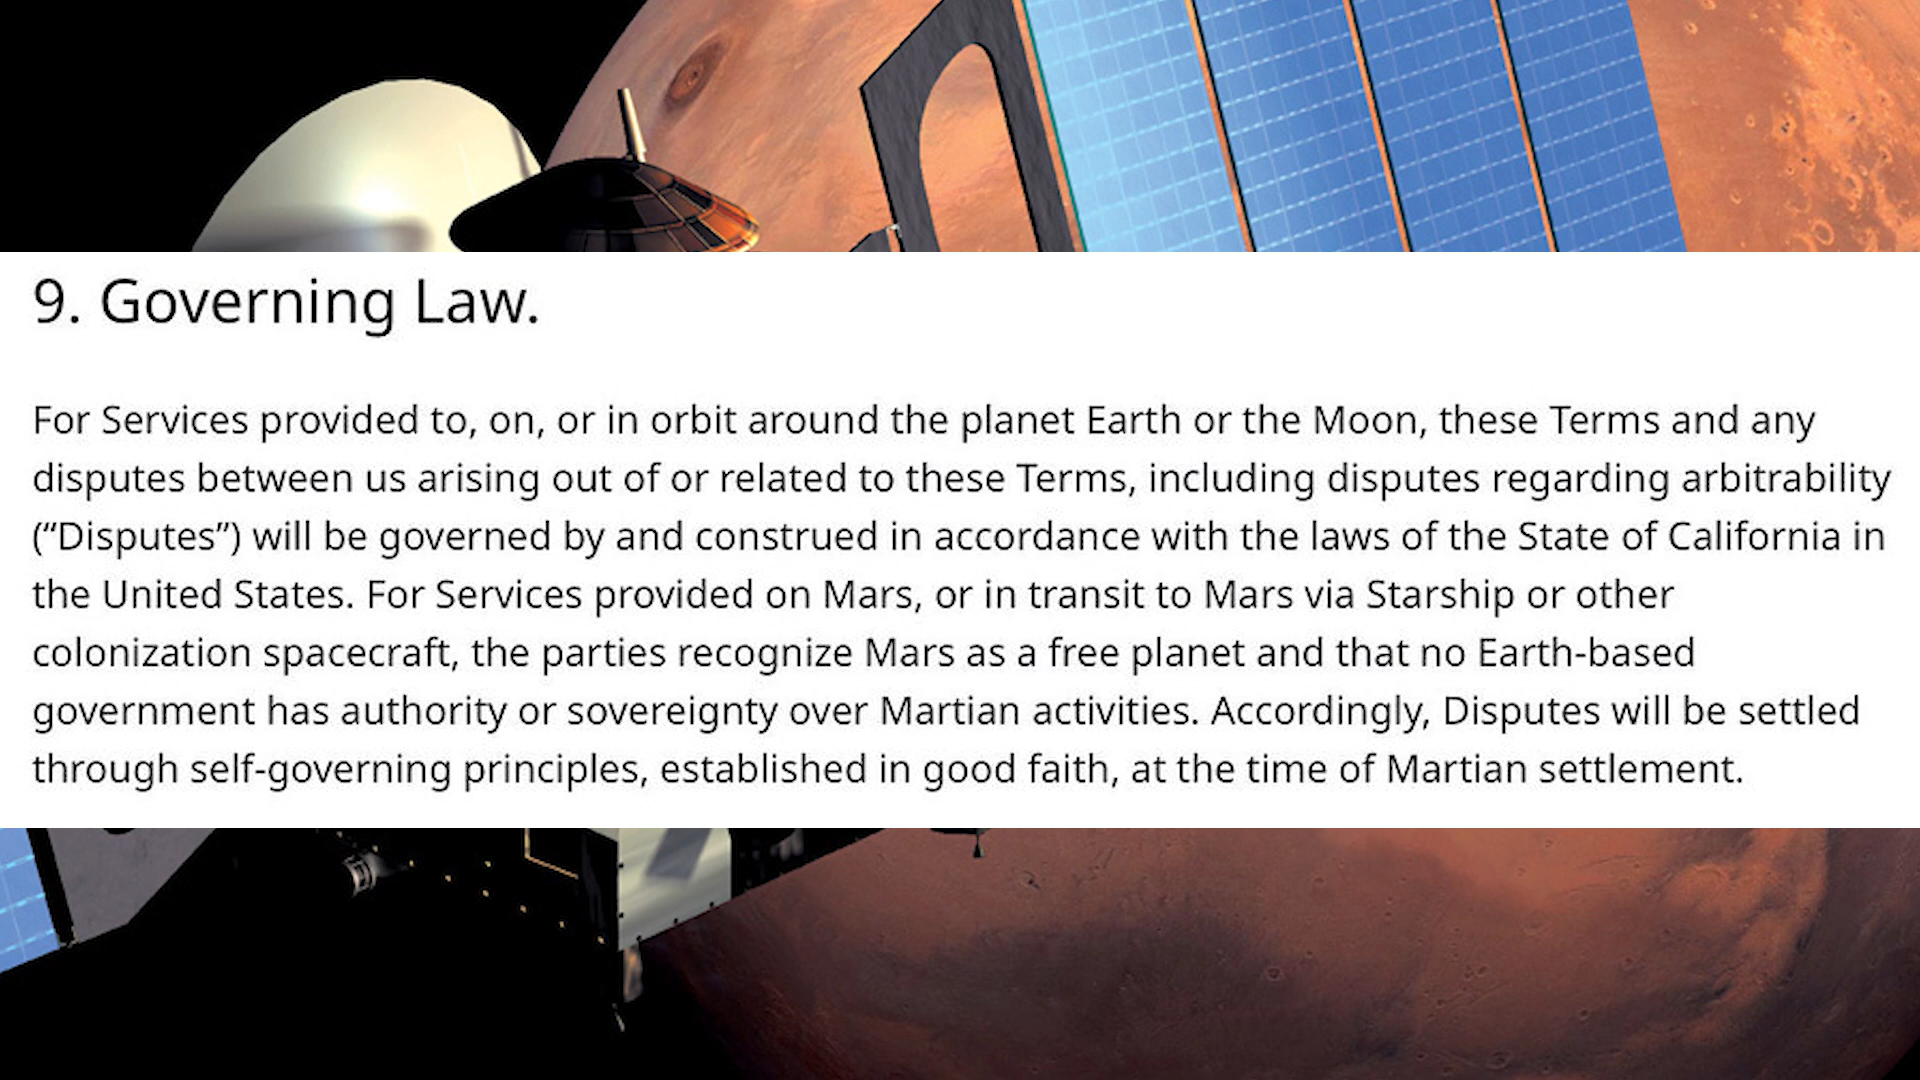 9. Governing Law.
For Services provided to, on, or in orbit around the planet Earth or the Moon, these Terms and any
disputes between us arising out of or related to these Terms, including disputes regarding arbitrability
(“Disputes”) will be governed by and construed in accordance with the laws of the State of California in
the United States. For Services provided on Mars, or in transit to Mars via Starship or other
colonization spacecraft, the parties recognize Mars as a free planet and that no Earth-based
government has authority or sovereignty over Martian activities. Accordingly, Disputes will be settled
through self-governing principles, established in good faith, at the time of Martian settlement.